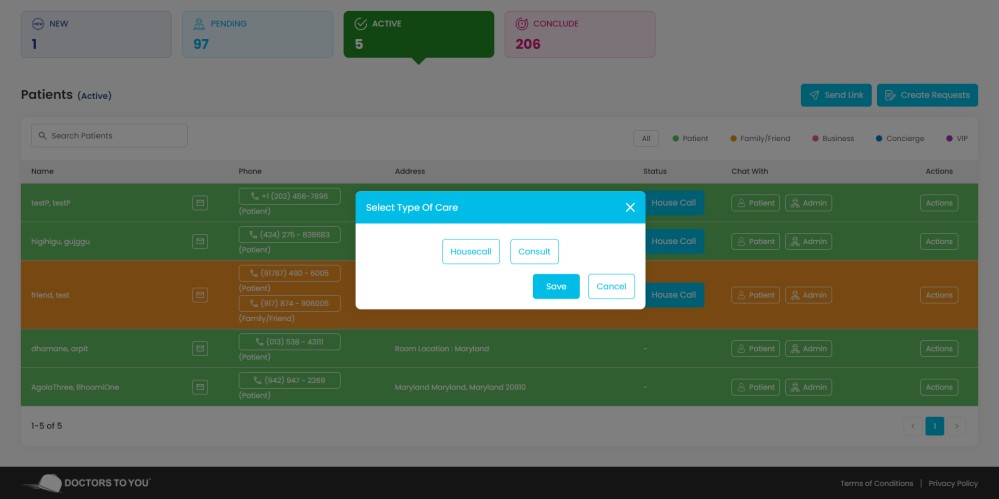 NEW PENDING ACTIVE CONCLUDE
1 97 5 206
Patients (Active) Send Link Create Requests
Search Patients All Patient Family/Friend Business Concierge VIP
Name Phone Address Status Chat With Actions
testP, testP +1 (202) 456-7896 House Call Patient Admin Actions
(Patient)
Select Type Of Care
higihigu, gujggu (424) 275 - 838683 House Call Patient Admin Actions
(Patient)
Housecall Consult
friend, test (91787) 490 - 6005 House Call Patient Admin Actions
(Patient)
(917) 874 - 906005
(Family/Friend)
Save Cancel
dhamane, arpit (013) 538 - 43111 Room Location : Maryland - Patient Admin Actions
(Patient)
AgolaThree, BhoomiOne (942) 947 - 2269 Maryland Maryland, Maryland 20810 - Patient Admin Actions
(Patient)
1-5 of 5 < 1 >
DOCTORS TO YOU Terms of Conditions | Privacy Policy